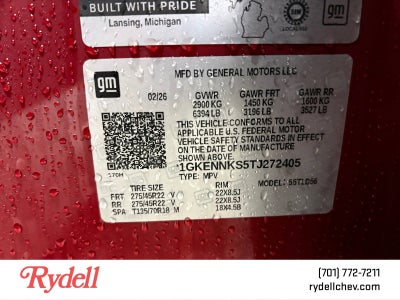 BUILT WITH PRIDE
Lansing, Michigan
gm
gm
MFD BY GENERAL MOTORS LLC
02/26 GVWR GAWR FRT GAWR RR
2900 KG 1450 KG 1600 KG
6394 LB 3196 LB 3527 LB
THIS VEHICLE CONFORMS TO ALL
APPLICABLE U.S. FEDERAL MOTOR
VEHICLE SAFETY STANDARDS IN EFFECT
ON THE DATE OF MANUFACTURE
SHOWN ABOVE.
1GKENNKS5TJ272405
TYPE: MPV MODEL:
TIRE SIZE RIM
FRT 275/45R22 V 22X8.5J
RR 275/45R22 V 22X8.5J
SPA T135/70R18 M 18X4.5B
Rydell
(701) 772-7211
rydellchev.com